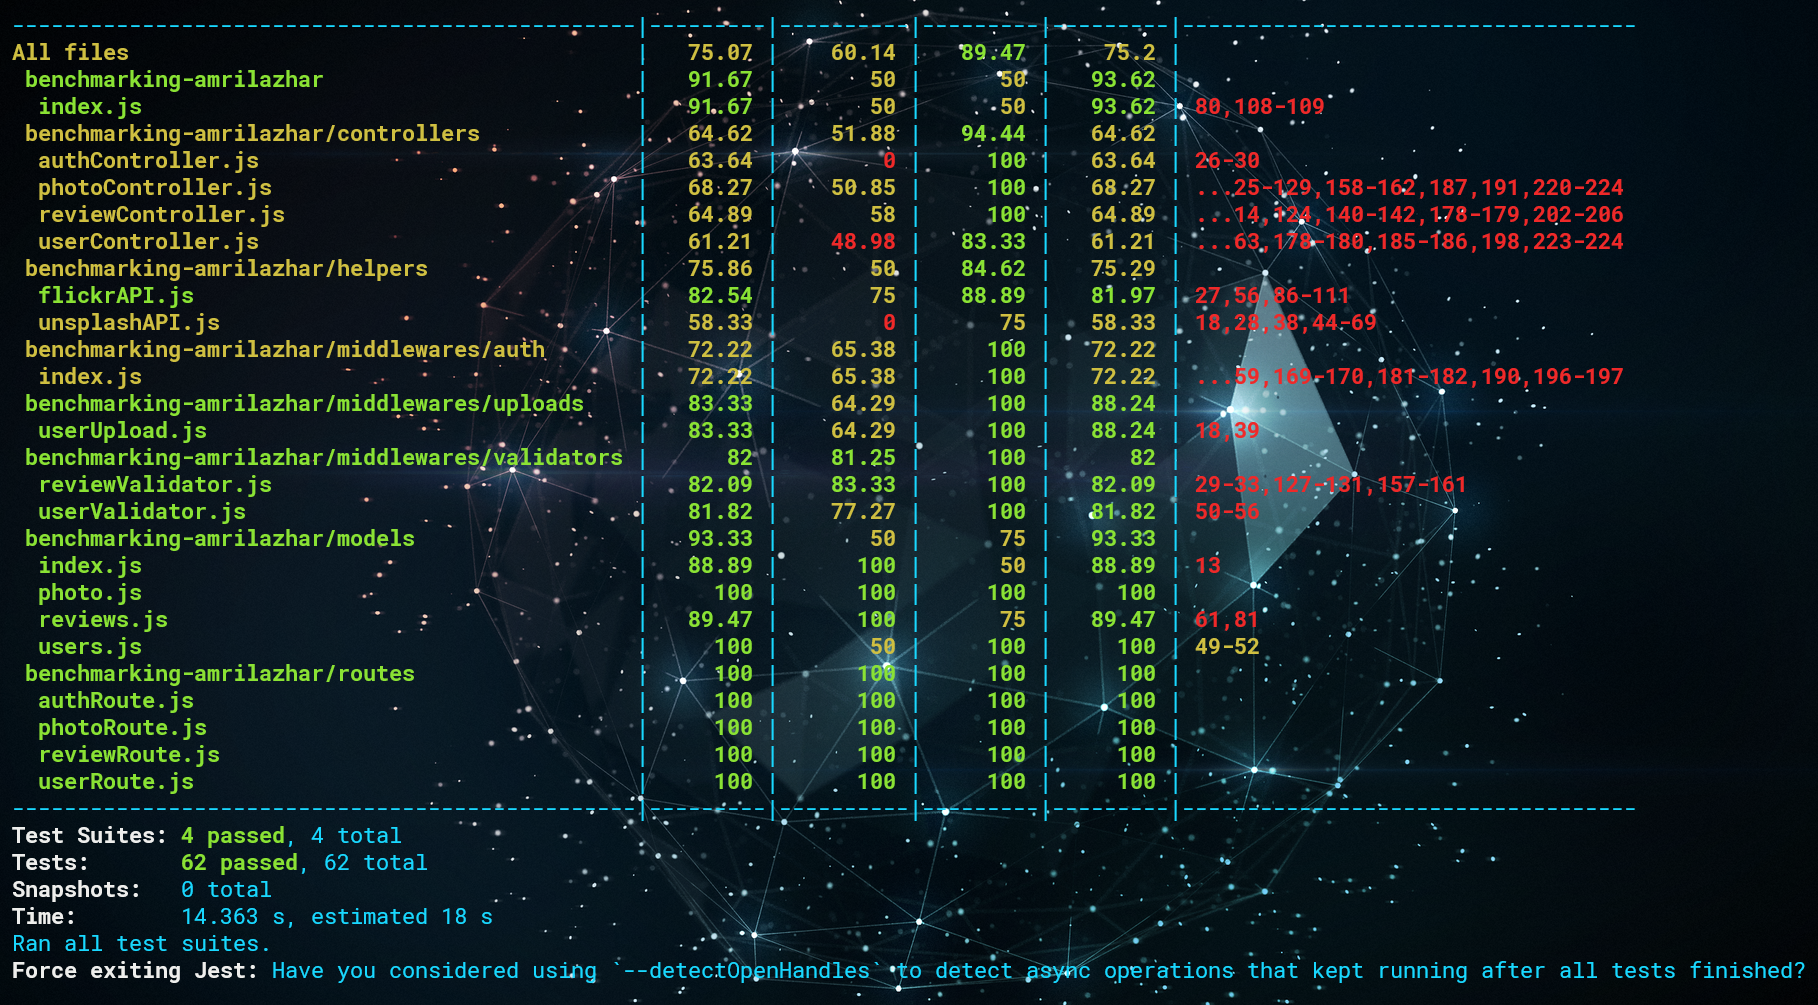 ---------------------------------------------------|---------|----------|---------|---------|-----------------------------------
All files | 75.07 | 60.14 | 89.47 | 75.2 |
benchmarking-amrilazhar | 91.67 | 50 | 50 | 93.62 |
index.js | 91.67 | 50 | 50 | 93.62 | 80,108-109
benchmarking-amrilazhar/controllers | 64.62 | 51.88 | 94.44 | 64.62 |
authController.js | 63.64 | 0 | 100 | 63.64 | 26-30
photoController.js | 68.27 | 50.85 | 100 | 68.27 | ...25-129,158-162,187,191,220-224
reviewController.js | 64.89 | 58 | 100 | 64.89 | ...14,124,140-142,178-179,202-206
userController.js | 61.21 | 48.98 | 83.33 | 61.21 | ...63,178-180,185-186,198,223-224
benchmarking-amrilazhar/helpers | 75.86 | 50 | 84.62 | 75.29 |
flickrAPI.js | 82.54 | 75 | 88.89 | 81.97 | 27,56,86-111
unsplashAPI.js | 58.33 | 0 | 75 | 58.33 | 18,28,38,44-69
benchmarking-amrilazhar/middlewares/auth | 72.22 | 65.38 | 100 | 72.22 |
index.js | 72.22 | 65.38 | 100 | 72.22 | ...59,169-170,181-182,190,196-197
benchmarking-amrilazhar/middlewares/uploads | 83.33 | 64.29 | 100 | 88.24 |
userUpload.js | 83.33 | 64.29 | 100 | 88.24 | 18,39
benchmarking-amrilazhar/middlewares/validators | 82 | 81.25 | 100 | 82 |
reviewValidator.js | 82.09 | 83.33 | 100 | 82.09 | 29-33,127-131,157-161
userValidator.js | 81.82 | 77.27 | 100 | 81.82 | 50-56
benchmarking-amrilazhar/models | 93.33 | 50 | 75 | 93.33 |
index.js | 88.89 | 100 | 50 | 88.89 | 13
photo.js | 100 | 100 | 100 | 100 |
reviews.js | 89.47 | 100 | 75 | 89.47 | 61,81
users.js | 100 | 50 | 100 | 100 | 49-52
benchmarking-amrilazhar/routes | 100 | 100 | 100 | 100 |
authRoute.js | 100 | 100 | 100 | 100 |
photoRoute.js | 100 | 100 | 100 | 100 |
reviewRoute.js | 100 | 100 | 100 | 100 |
userRoute.js | 100 | 100 | 100 | 100 |
---------------------------------------------------|---------|----------|---------|---------|-----------------------------------
Test Suites: 4 passed, 4 total
Tests: 62 passed, 62 total
Snapshots: 0 total
Time: 14.363 s, estimated 18 s
Ran all test suites.
Force exiting Jest: Have you considered using `--detectOpenHandles` to detect async operations that kept running after all tests finished?